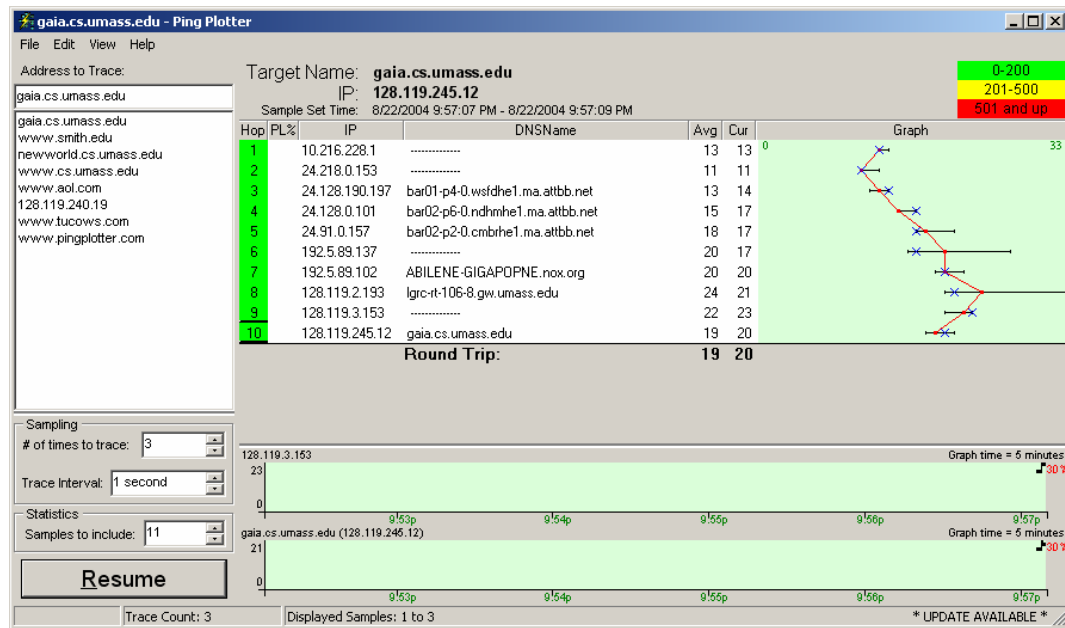 gaia.cs.umass.edu - Ping Plotter
File Edit View Help
Address to Trace:
gaia.cs.umass.edu
gaia.cs.umass.edu
www.smith.edu
newworld.cs.umass.edu
www.cs.umass.edu
www.aol.com
128.119.240.19
www.tucows.com
www.pingplotter.com
Sampling
# of times to trace: 3
Trace Interval: 1 second
Statistics
Samples to include: 11
Resume
Target Name: gaia.cs.umass.edu
IP: 128.119.245.12
Sample Set Time: 8/22/2004 9:57:07 PM - 8/22/2004 9:57:09 PM
0-200
201-500
501 and up
Hop PL% IP DNSName Avg Cur Graph
0 33
1 10.216.228.1 -------------- 13 13
2 24.218.0.153 -------------- 11 11
3 24.128.190.197 bar01-p4-0.wsfdhe1.ma.attbb.net 13 14
4 24.128.0.101 bar02-p6-0.ndhmhe1.ma.attbb.net 15 17
5 24.91.0.157 bar02-p2-0.cmbrhe1.ma.attbb.net 18 17
6 192.5.89.137 -------------- 20 17
7 192.5.89.102 ABILENE-GIGAPOPNE.nox.org 20 20
8 128.119.2.193 lgrc-rt-106-8.gw.umass.edu 24 21
9 128.119.3.153 -------------- 22 23
10 128.119.245.12 gaia.cs.umass.edu 19 20
Round Trip: 19 20
128.119.3.153 Graph time = 5 minutes
23 30%
0
9:53p 9:54p 9:55p 9:56p 9:57p
gaia.cs.umass.edu (128.119.245.12) Graph time = 5 minutes
21 30%
0
9:53p 9:54p 9:55p 9:56p 9:57p
Trace Count: 3 Displayed Samples: 1 to 3 * UPDATE AVAILABLE *